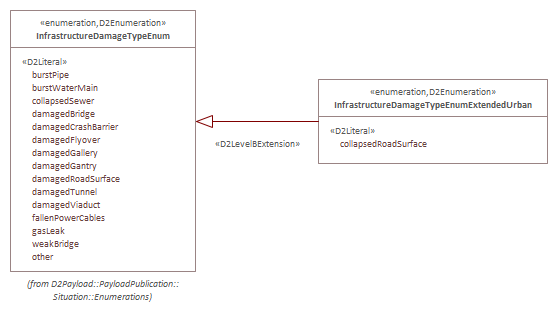 «enumeration,D2Enumeration»
InfrastructureDamageTypeEnum
«D2Literal»
burstPipe
burstWaterMain
collapsedSewer
damagedBridge
damagedCrashBarrier
damagedFlyover
damagedGallery
damagedGantry
damagedRoadSurface
damagedTunnel
damagedViaduct
fallenPowerCables
gasLeak
weakBridge
other
(from D2Payload::PayloadPublication::
Situation::Enumerations)
«D2LevelBExtension»
«enumeration,D2Enumeration»
InfrastructureDamageTypeEnumExtendedUrban
«D2Literal»
collapsedRoadSurface